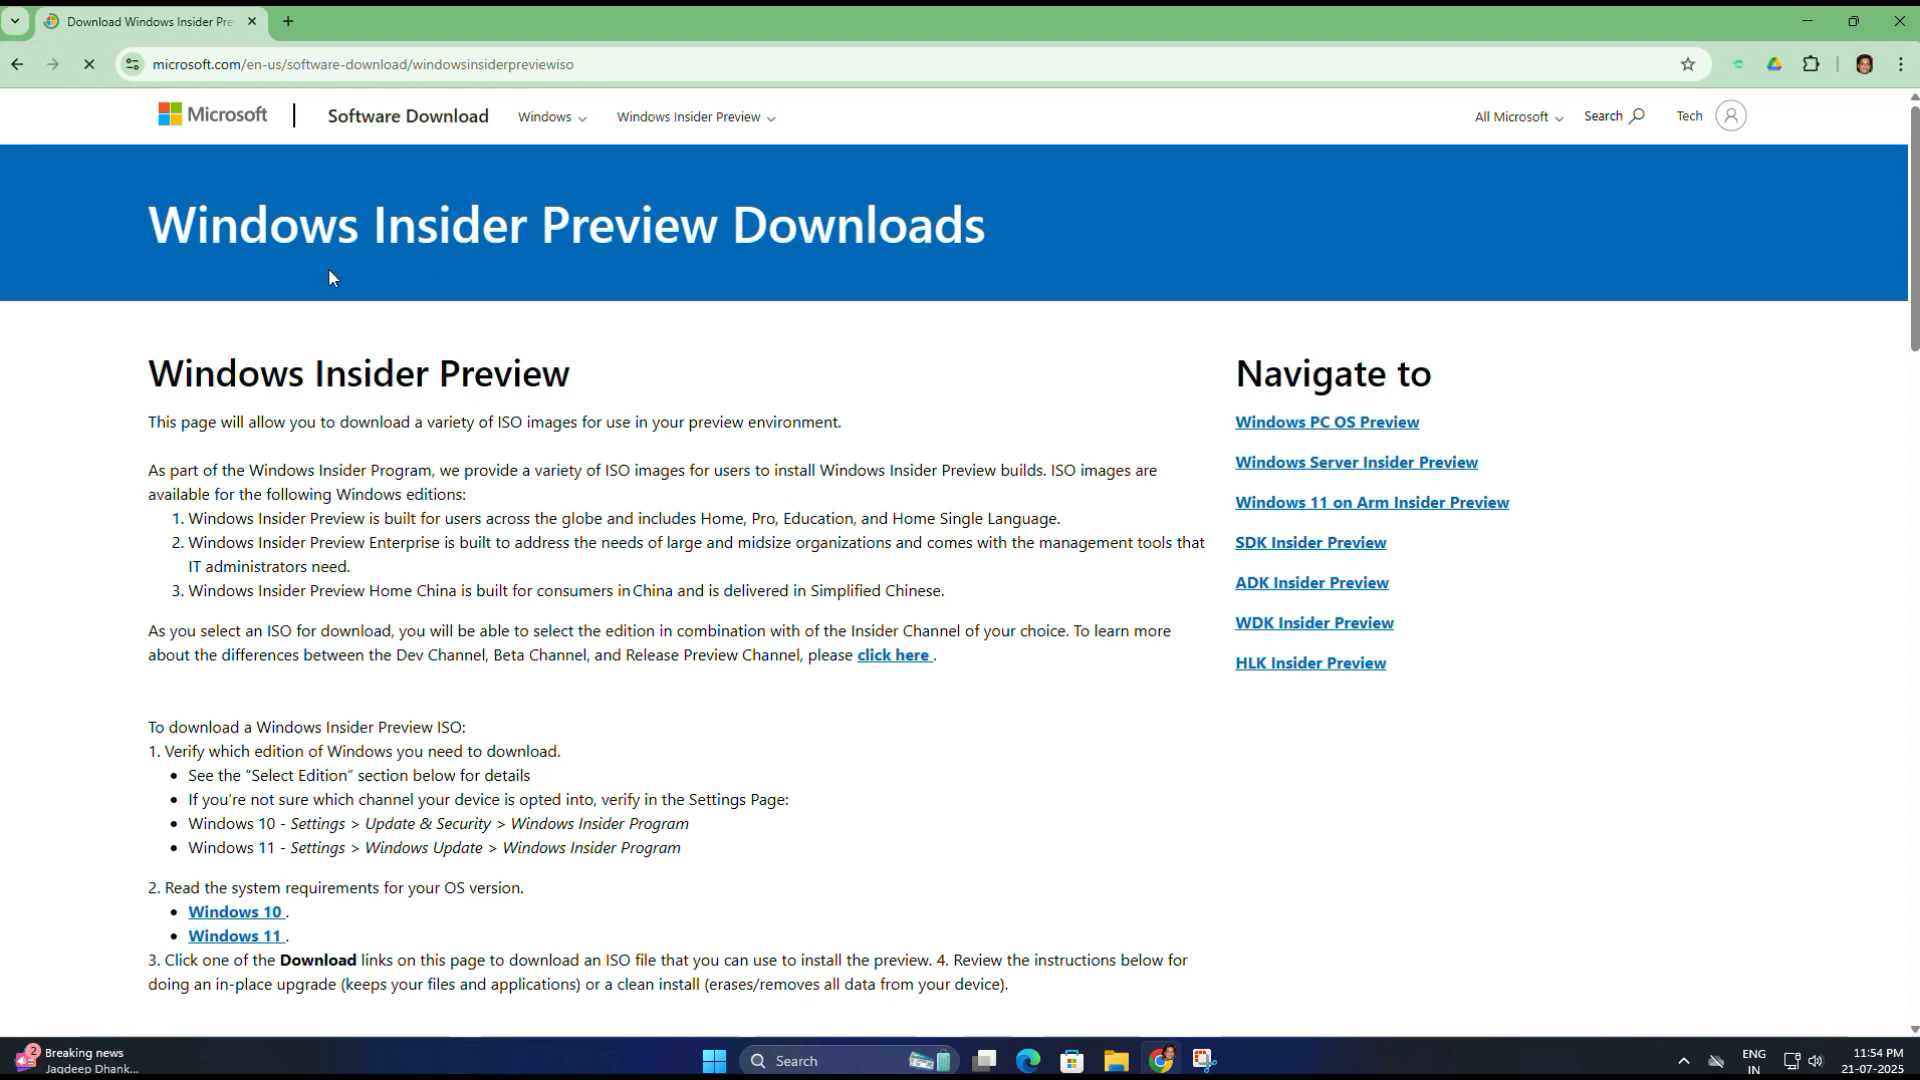 Download Windows Insider Pre
microsoft.com/en-us/software-download/windowsinsiderpreviewiso
Microsoft
Software Download
Windows
Windows Insider Preview
All Microsoft
Search
Tech
Windows Insider Preview Downloads
Windows Insider Preview
This page will allow you to download a variety of ISO images for use in your preview environment.
As part of the Windows Insider Program, we provide a variety of ISO images for users to install Windows Insider Preview builds. ISO images are
available for the following Windows editions:
1. Windows Insider Preview is built for users across the globe and includes Home, Pro, Education, and Home Single Language.
2. Windows Insider Preview Enterprise is built to address the needs of large and midsize organizations and comes with the management tools that
IT administrators need.
3. Windows Insider Preview Home China is built for consumers in China and is delivered in Simplified Chinese.
As you select an ISO for download, you will be able to select the edition in combination with of the Insider Channel of your choice. To learn more
about the differences between the Dev Channel, Beta Channel, and Release Preview Channel, please click here .
To download a Windows Insider Preview ISO:
1. Verify which edition of Windows you need to download.
• See the “Select Edition” section below for details
• If you’re not sure which channel your device is opted into, verify in the Settings Page:
• Windows 10 - Settings > Update & Security > Windows Insider Program
• Windows 11 - Settings > Windows Update > Windows Insider Program
2. Read the system requirements for your OS version.
• Windows 10 .
• Windows 11 .
3. Click one of the Download links on this page to download an ISO file that you can use to install the preview. 4. Review the instructions below for
doing an in-place upgrade (keeps your files and applications) or a clean install (erases/removes all data from your device).
Navigate to
Windows PC OS Preview
Windows Server Insider Preview
Windows 11 on Arm Insider Preview
SDK Insider Preview
ADK Insider Preview
WDK Insider Preview
HLK Insider Preview
2
Breaking news
Jagdeep Dhank...
Search
ENG
IN
11:54 PM
21-07-2025